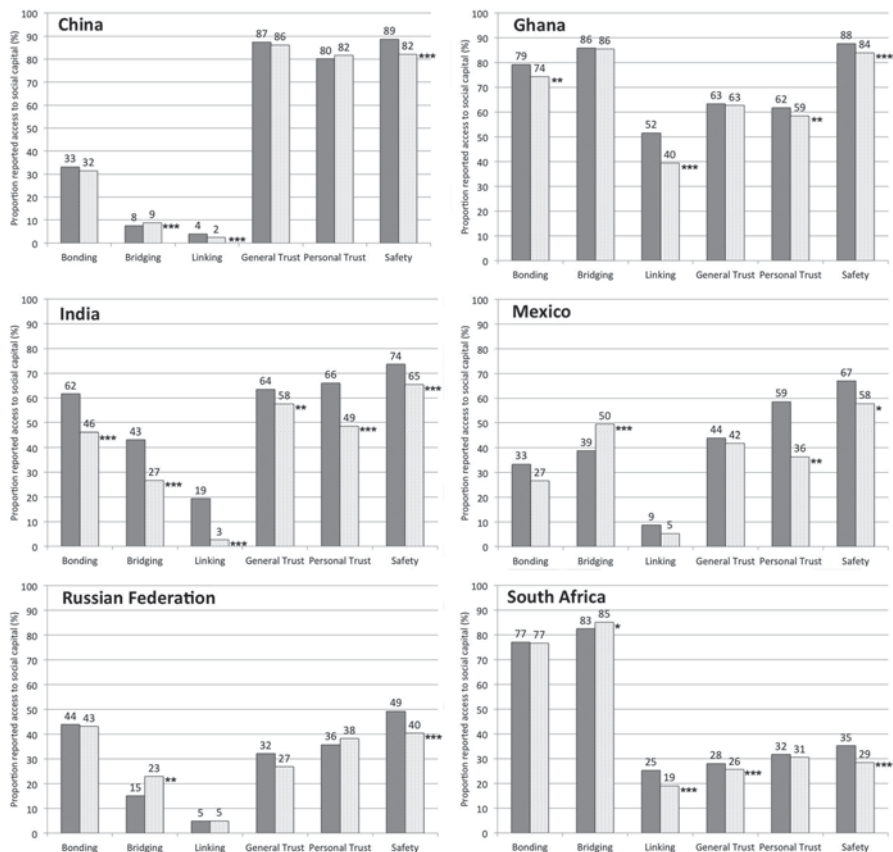 China
Proportion reported access to social capital (%)
100
90
80
70
60
50
40
30
20
10
0
33 32
8 9 ***
4 2 ***
87 86
80 82
89 82 ***
Bonding Bridging Linking General Trust Personal Trust Safety
Ghana
Proportion reported access to social capital (%)
100
90
80
70
60
50
40
30
20
10
0
79 74 **
86 86
52 40 ***
63 63
62 59 **
88 84 ***
Bonding Bridging Linking General Trust Personal Trust Safety
India
Proportion reported access to social capital (%)
100
90
80
70
60
50
40
30
20
10
0
62 46 ***
43 27 ***
19 3 ***
64 58 **
66 49 ***
74 65 ***
Bonding Bridging Linking General Trust Personal Trust Safety
Mexico
Proportion reported access to social capital (%)
100
90
80
70
60
50
40
30
20
10
0
33 27
39 50 ***
9 5
44 42
59 36 **
67 58 *
Bonding Bridging Linking General Trust Personal Trust Safety
Russian Federation
Proportion reported access to social capital (%)
100
90
80
70
60
50
40
30
20
10
0
44 43
15 23 **
5 5
32 27
36 38
49 40 ***
Bonding Bridging Linking General Trust Personal Trust Safety
South Africa
Proportion reported access to social capital (%)
100
90
80
70
60
50
40
30
20
10
0
77 77
83 85 *
25 19 ***
28 26 ***
32 31
35 29 ***
Bonding Bridging Linking General Trust Personal Trust Safety